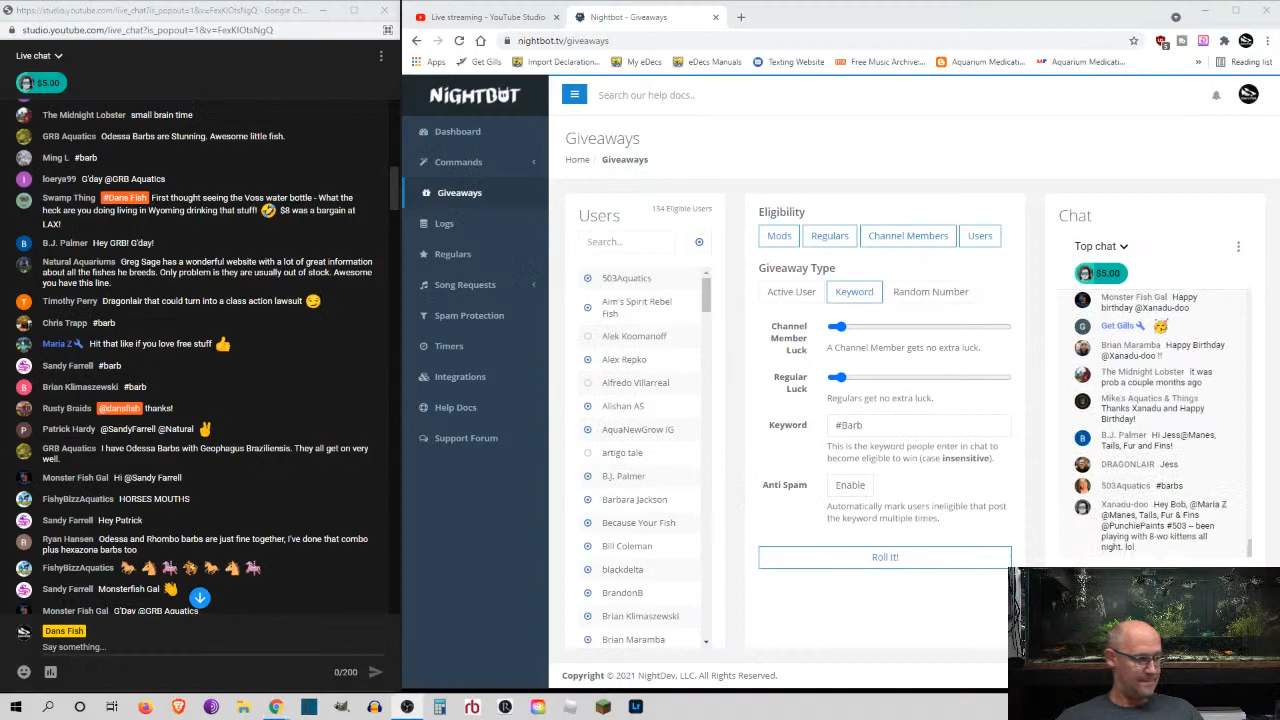 https://studio.youtube.com/live_chat?is_popout=1&v=FexKIOtsNgQ - Google Ch...
studio.youtube.com/live_chat?is_popout=1&v=FexKIOtsNgQ
Live chat
$5.00
The Midnight Lobster small brain time
GRB Aquatics Odessa Barbs are Stunning. Awesome little fish.
Ming L #barb
loerya99 G'day @GRB Aquatics
Swamp Thing #Dans Fish First thought seeing the Voss water bottle - What the
heck are you doing living in Wyoming drinking that stuff! $8 was a bargain at
LAX!
B.J. Palmer Hey GRB! G'day!
Natural Aquariums Greg Sage has a wonderful website with a lot of great information
about all the fishes he breeds. Only problem is they are usually out of stock. Awesome
you have this line.
Timothy Perry Dragonlair that could turn into a class action lawsuit
Chris Trapp #barb
Maria Z Hit that like if you love free stuff
Sandy Farrell #barb
Brian Klimaszewski #barb
Rusty Braids @dansfish thanks!
Patrick Hardy @SandyFarrell @Natural
GRB Aquatics I have Odessa Barbs with Geophagus Braziliensis. They all get on very
well.
Monster Fish Gal Hi @Sandy Farrell
FishyBizzAquatics HORSES MOUTHS
Sandy Farrell Hey Patrick
Ryan Hansen Odessa and Rhombo barbs are just fine together, I've done that combo
plus hexazona barbs too
FishyBizzAquatics
Sandy Farrell Monsterfish Gal
Monster Fish Gal G'Day @GRB Aquatics
Dans Fish
Say something...
0/200
Live streaming - YouTube Studio
Nightbot - Giveaways
nightbot.tv/giveaways
5
Apps
Get Gills
Import Declaration...
My eDecs
eDecs Manuals
Texting Website
Free Music Archive:...
Aquarium Medicati...
Aquarium Medicati...
Reading list
NIGHTBOT
Search our help docs..
Dashboard
Commands
Giveaways
Logs
Regulars
Song Requests
Spam Protection
Timers
Integrations
Help Docs
Support Forum
Giveaways
Home / Giveaways
Users
134 Eligible Users
Search..
503Aquatics
Aim's Spirit Rebel
Fish
Alek Koomanoff
Alex Repko
Alfredo Villarreal
Alishan AS
AquaNewGrow IG
artigo tale
B.J. Palmer
Barbara Jackson
Because Your Fish
Bill Coleman
blackdelta
BrandonB
Brian Klimaszewski
Brian Maramba
Eligibility
Mods
Regulars
Channel Members
Users
Giveaway Type
Active User
Keyword
Random Number
Channel
Member
Luck
A Channel Member gets no extra luck.
Regular
Luck
Regulars get no extra luck.
Keyword
#Barb
This is the keyword people enter in chat to
become eligible to win (case insensitive).
Anti Spam
Enable
Automatically mark users ineligible that post
the keyword multiple times.
Roll It!
Chat
Top chat
$5.00
Monster Fish Gal Happy
birthday @Xanadu-doo
Get Gills
Brian Maramba Happy Birthday
@Xanadu-doo !!
The Midnight Lobster it was
prob a couple months ago
Mike's Aquatics & Things
Thanks Xanadu and Happy
Birthday!
B.J. Palmer Hi Jess@Manes,
Tails, Fur and Fins!
DRAGONLAIR Jess
503Aquatics #barbs
Xanadu-doo Hey Bob, @Maria Z
@Manes, Tails, Fur & Fins
@PunchiePaints #503 -- been
playing with 8-wo kittens all
night. lol
Copyright © 2021 NightDev, LLC. All Rights Reserved.